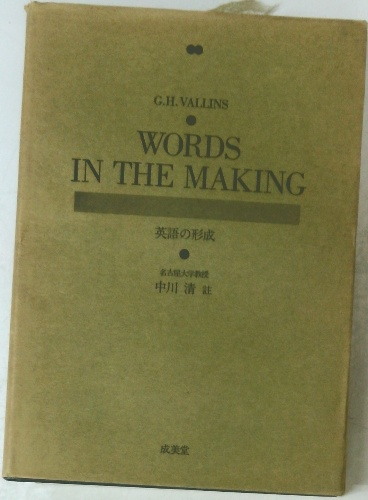 G.H. VALLINS
WORDS
IN THE MAKING
英語の形成
名古屋大学教授
中川 清 註
成美堂